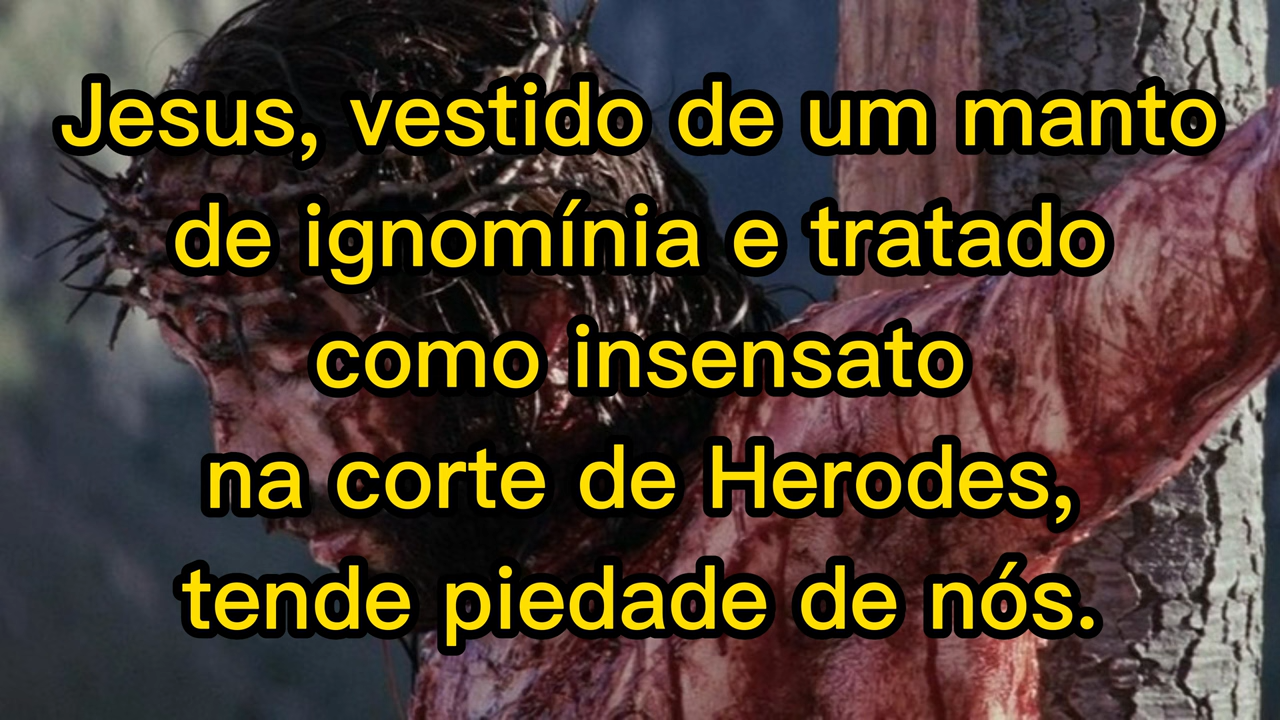 Jesus, vestido de um manto
de ignomínia e tratado
como insensato
na corte de Herodes,
tende piedade de nós.